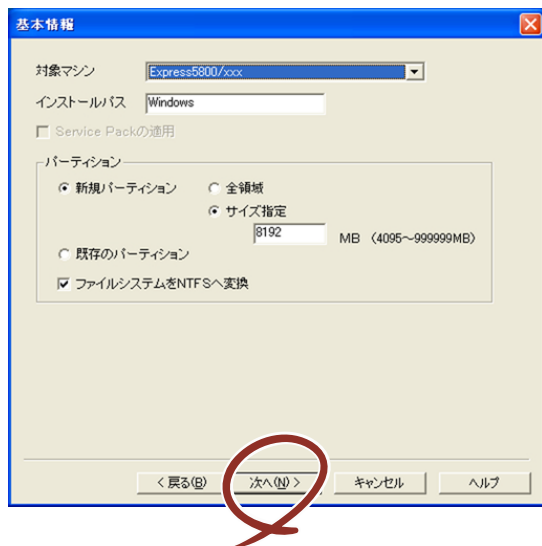 基本情報
対象マシン Express5800/xxx
インストールパス Windows
Service Packの適用
パーティション
新規パーティション 全領域
サイズ指定
8192 MB (4095～999999MB)
既存のパーティション
ファイルシステムをNTFSへ変換
< 戻る(B) 次へ(N) > キャンセル ヘルプ